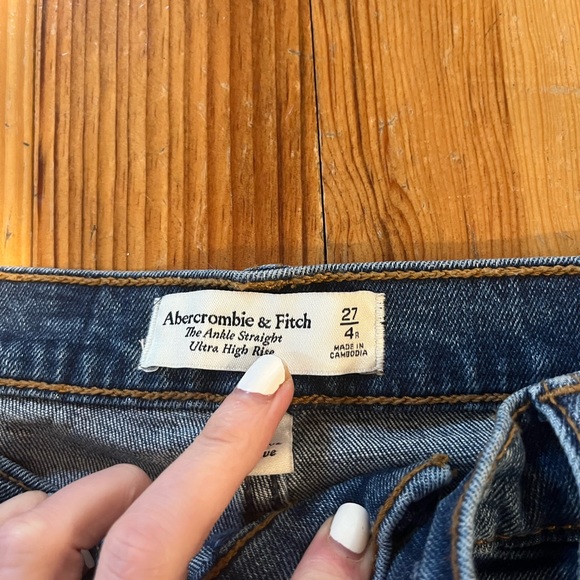 Abercrombie & Fitch
The Ankle Straight
Ultra High Rise
27
4R
MADE IN
CAMBODIA